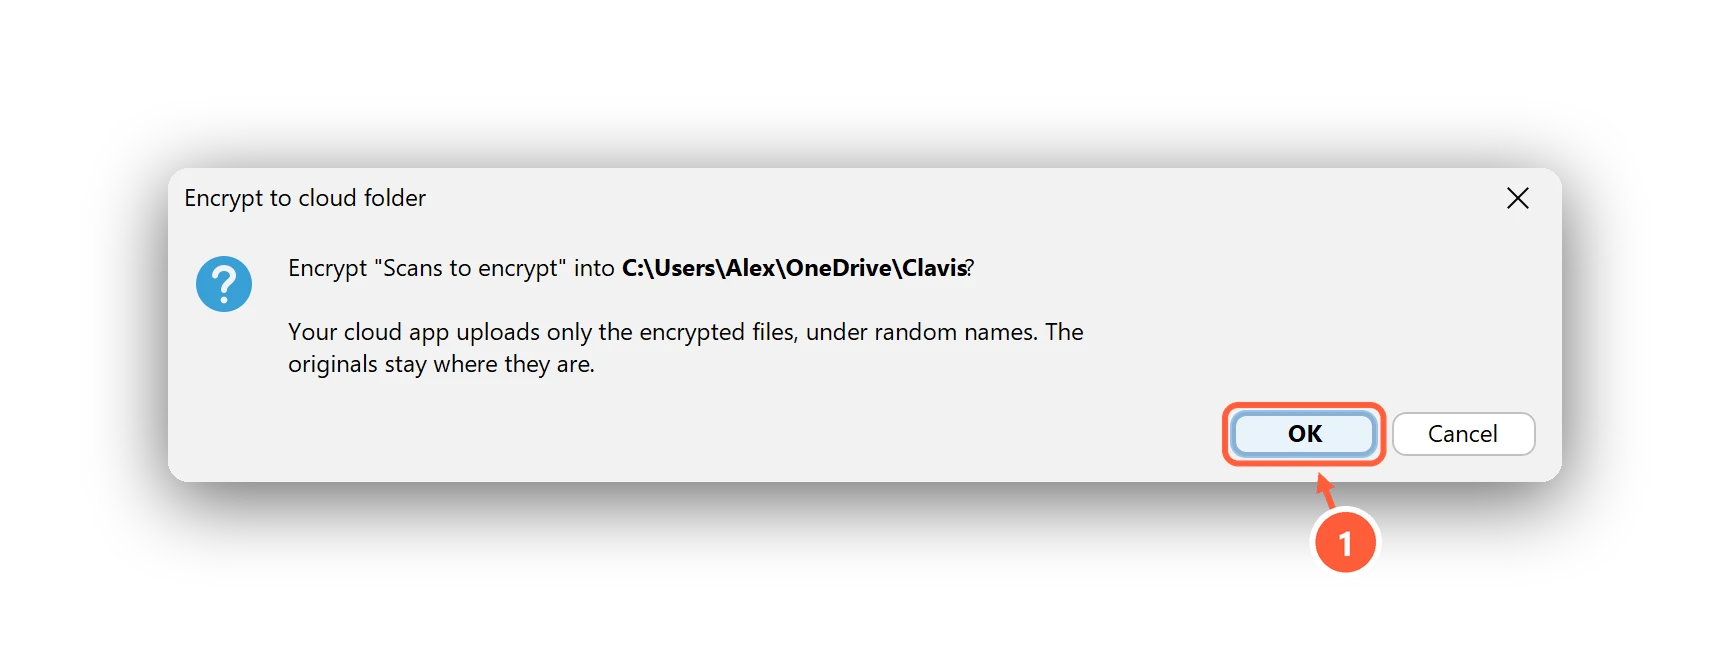 Encrypt to cloud folder
Encrypt "Scans to encrypt" into C:\Users\Alex\OneDrive\Clavis?
Your cloud app uploads only the encrypted files, under random names. The
originals stay where they are.
OK
Cancel
1